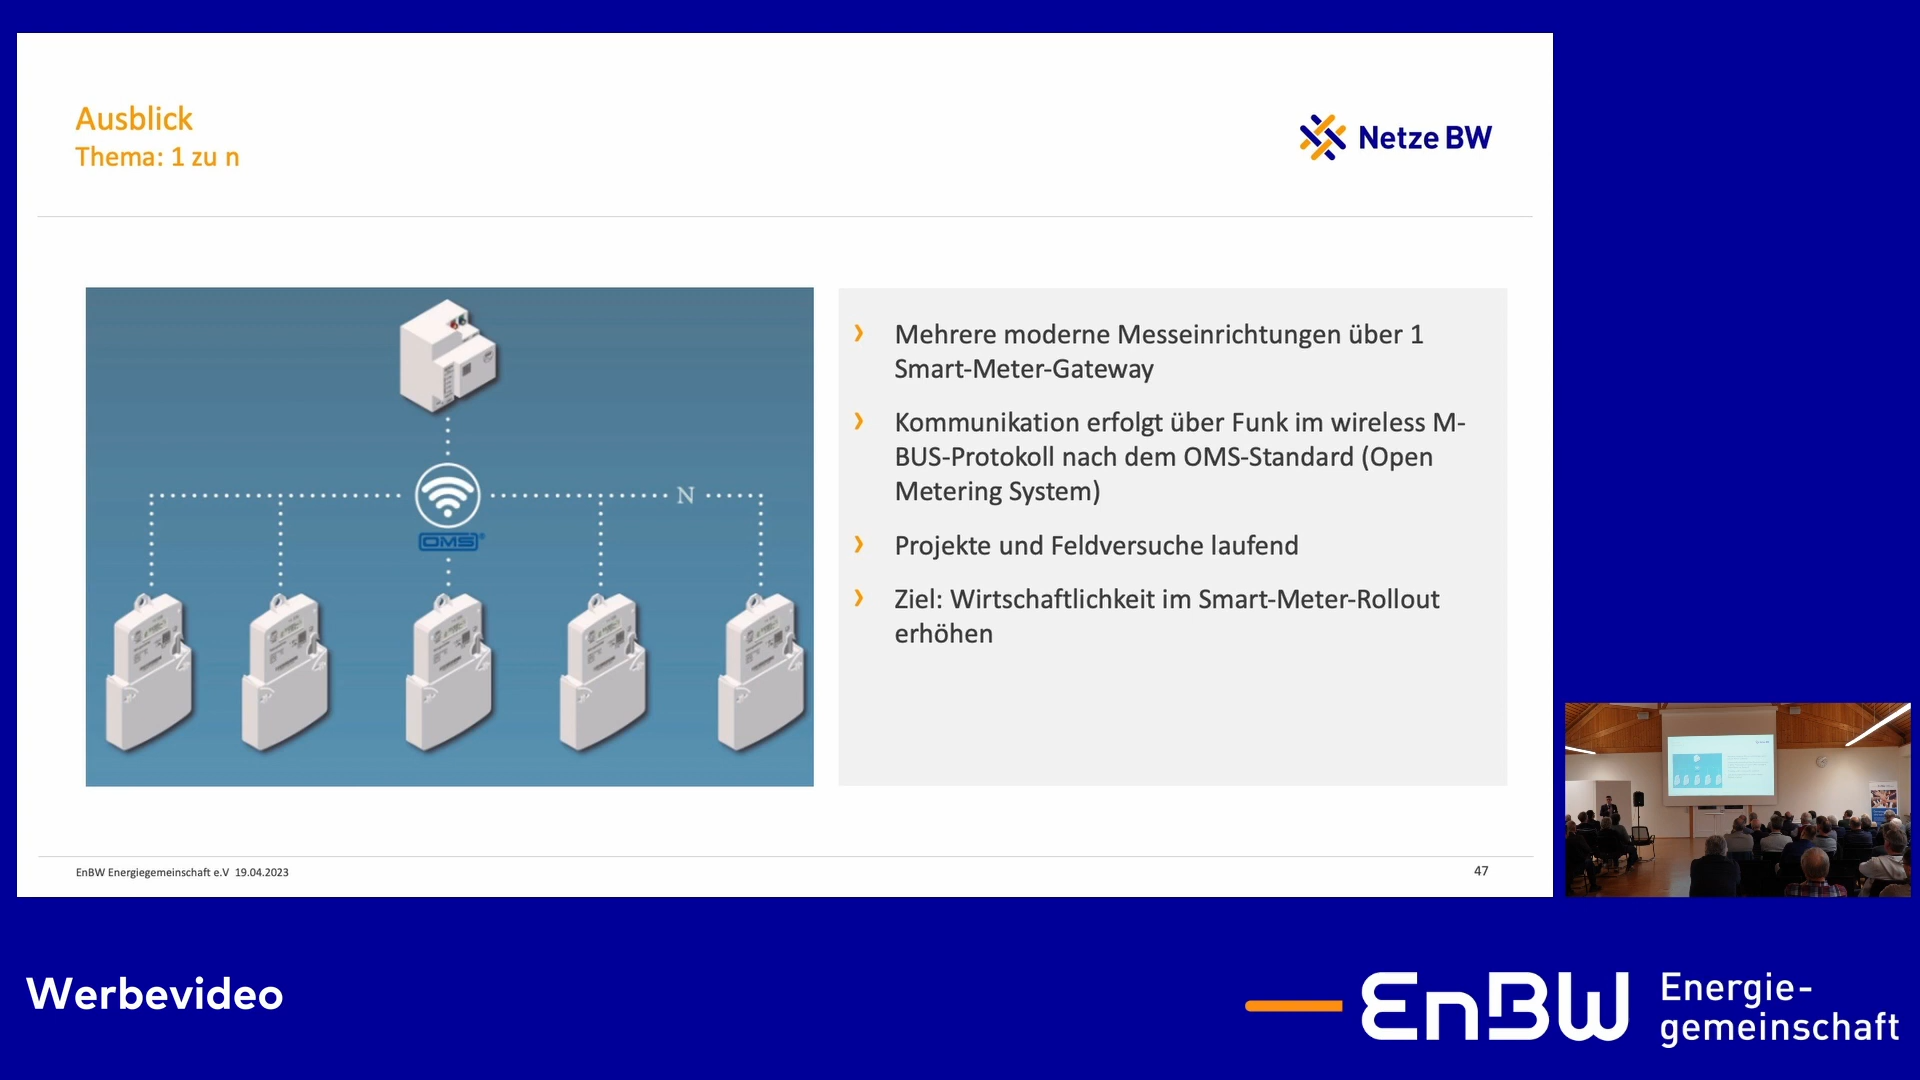 Ausblick
Thema: 1 zu n
Netze BW
N
OMS®
› Mehrere moderne Messeinrichtungen über 1
Smart-Meter-Gateway
› Kommunikation erfolgt über Funk im wireless M-
BUS-Protokoll nach dem OMS-Standard (Open
Metering System)
› Projekte und Feldversuche laufend
› Ziel: Wirtschaftlichkeit im Smart-Meter-Rollout
erhöhen
EnBW Energiegemeinschaft e.V 19.04.2023
47
Werbevideo
EnBW
Energie-
gemeinschaft